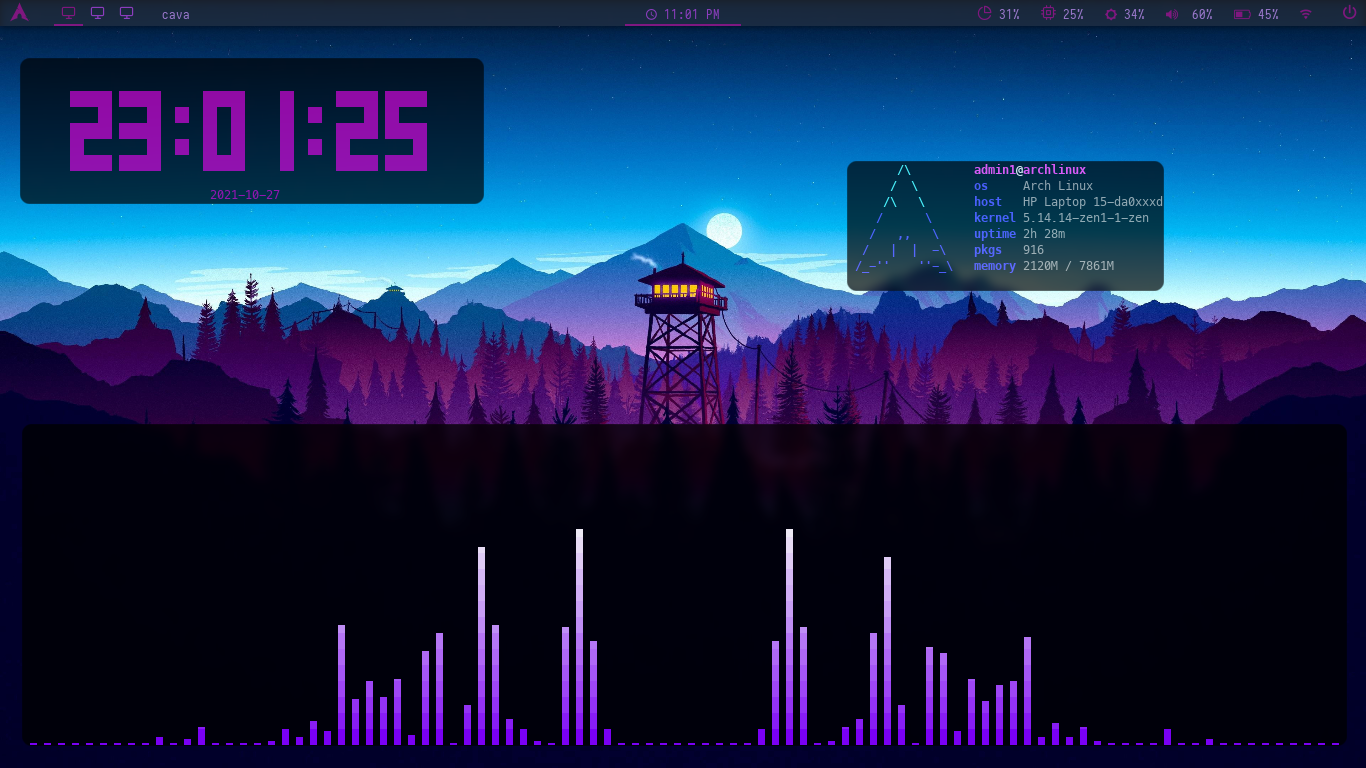 cava
11:01 PM
31% 25% 34% 60% 45%
23:01:25
2021-10-27
admin1@archlinux
os Arch Linux
host HP Laptop 15-da0xxxd
kernel 5.14.14-zen1-1-zen
uptime 2h 28m
pkgs 916
memory 2120M / 7861M